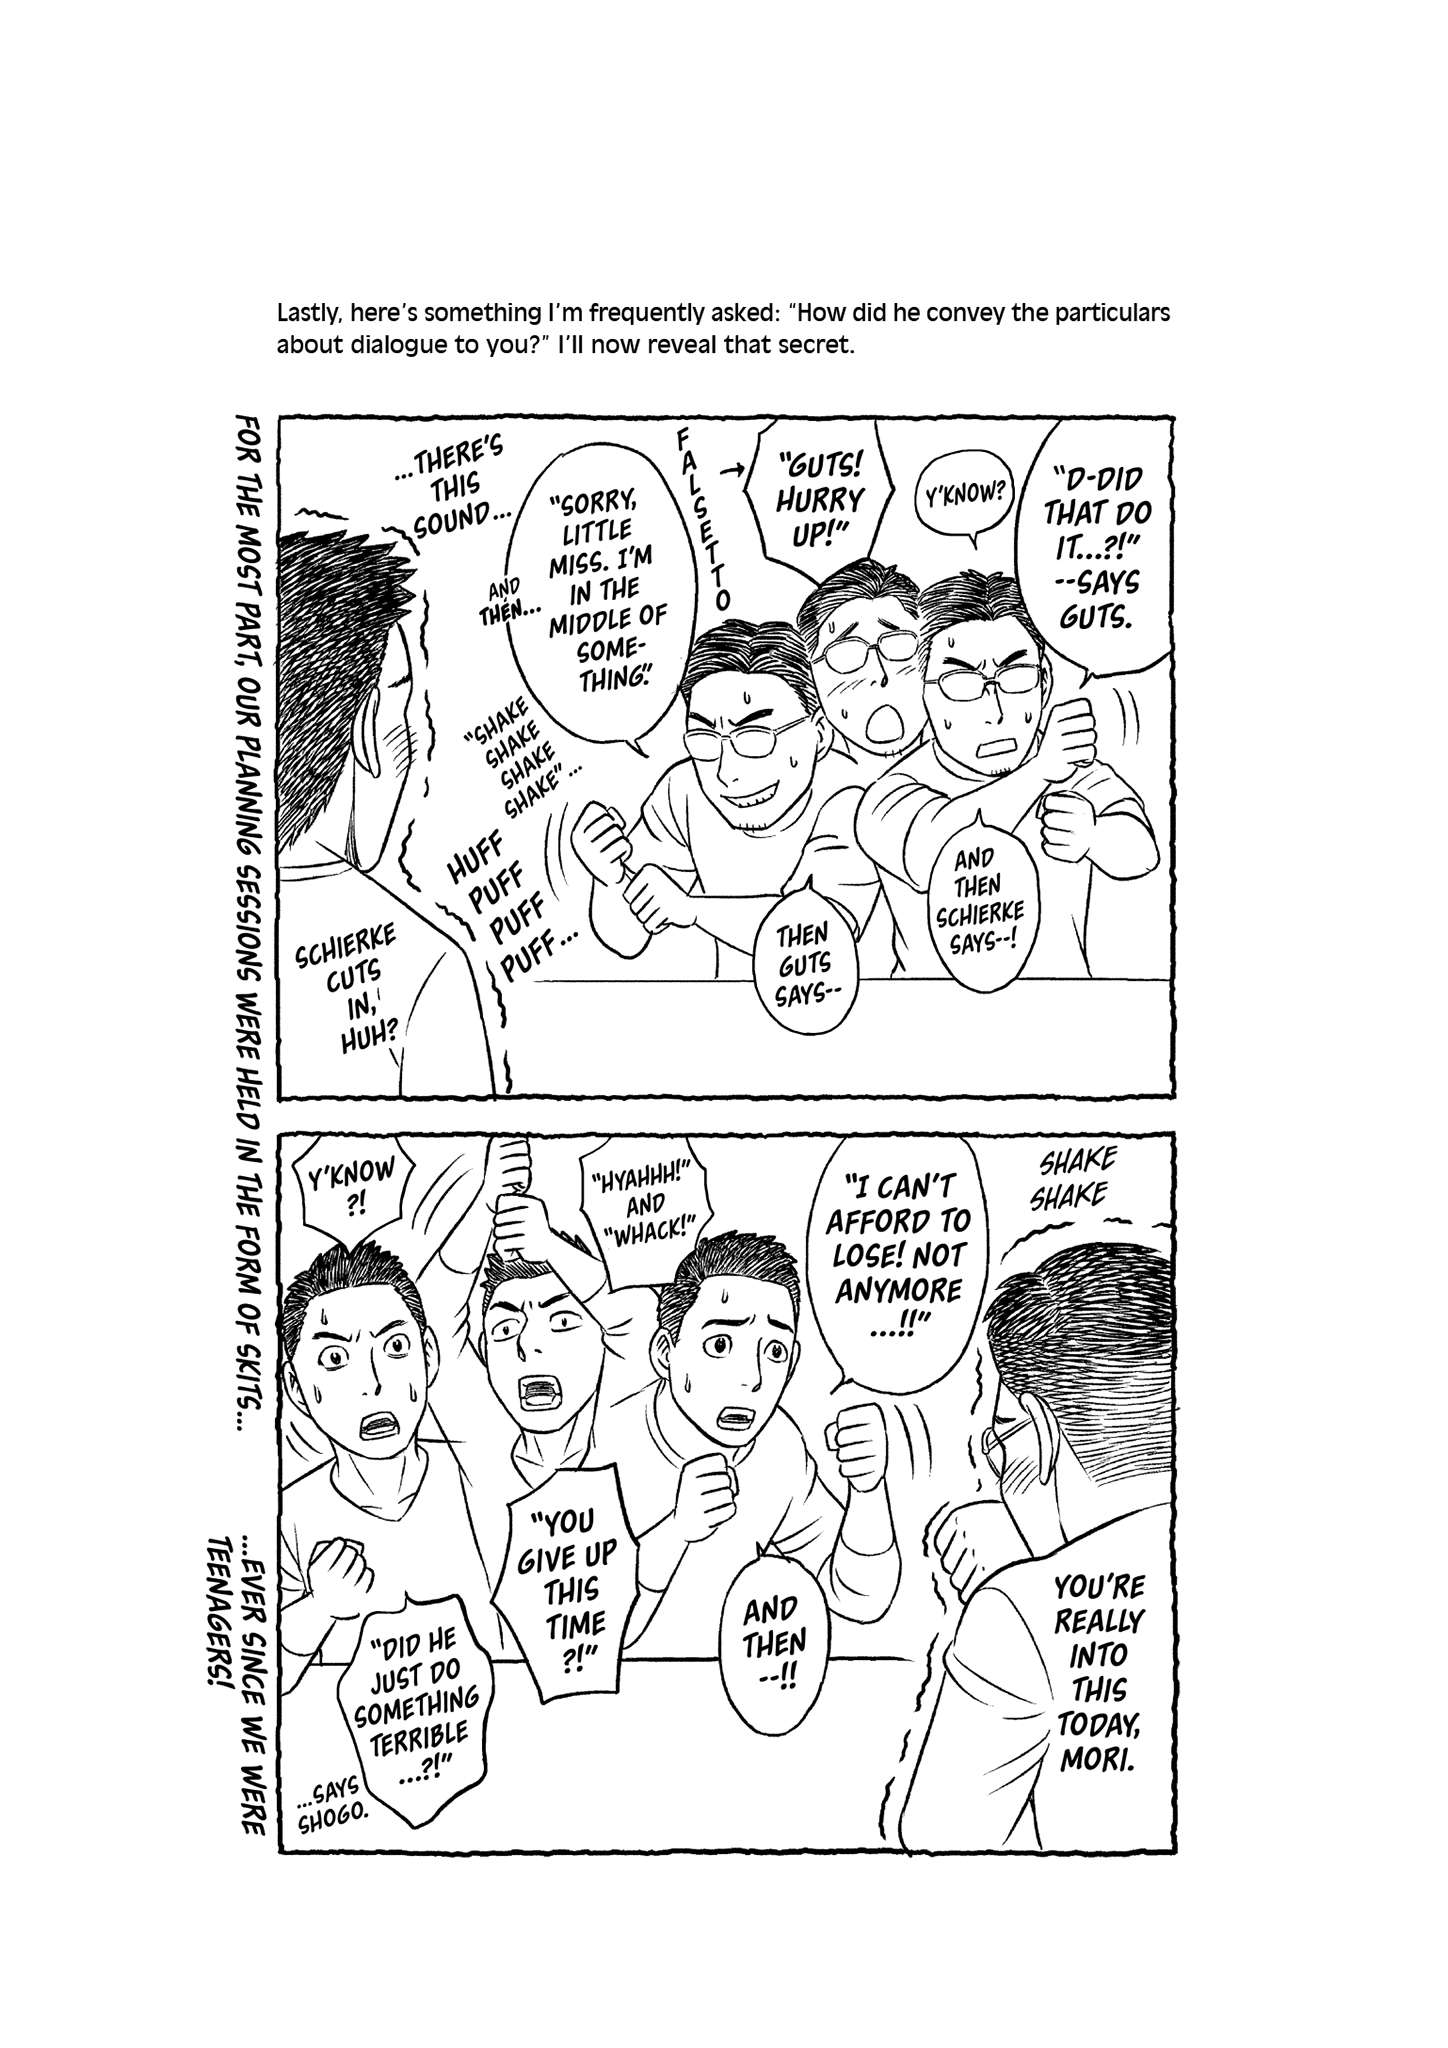 Lastly, here's something I'm frequently asked: "How did he convey the particulars
about dialogue to you?" I'll now reveal that secret.
"D-DID
THAT DO
IT...?!"
--SAYS
GUTS.
Y'KNOW?
AND
THEN
SCHIERKE
SAYS--!
"GUTS!
HURRY
UP!"
FALSETTO
THEN
GUTS
SAYS--
"SORRY,
LITTLE
MISS. I'M
IN THE
MIDDLE OF
SOME-
THING."
AND
THEN...
...THERE'S
THIS
SOUND...
"SHAKE
SHAKE
SHAKE
SHAKE"...
HUFF
PUFF
PUFF
PUFF...
SCHIERKE
CUTS
IN,
HUH?
FOR THE MOST PART, OUR PLANNING SESSIONS WERE HELD IN THE FORM OF SKITS...
SHAKE
SHAKE
YOU'RE
REALLY
INTO
THIS
TODAY,
MORI.
"I CAN'T
AFFORD TO
LOSE! NOT
ANYMORE
...!!"
AND
THEN
--!!
"HYAHHH!"
AND
"WHACK!"
"YOU
GIVE UP
THIS
TIME
?!"
Y'KNOW
?!
"DID HE
JUST DO
SOMETHING
TERRIBLE
...?!"
...SAYS
SHOGO.
...EVER SINCE WE WERE
TEENAGERS!